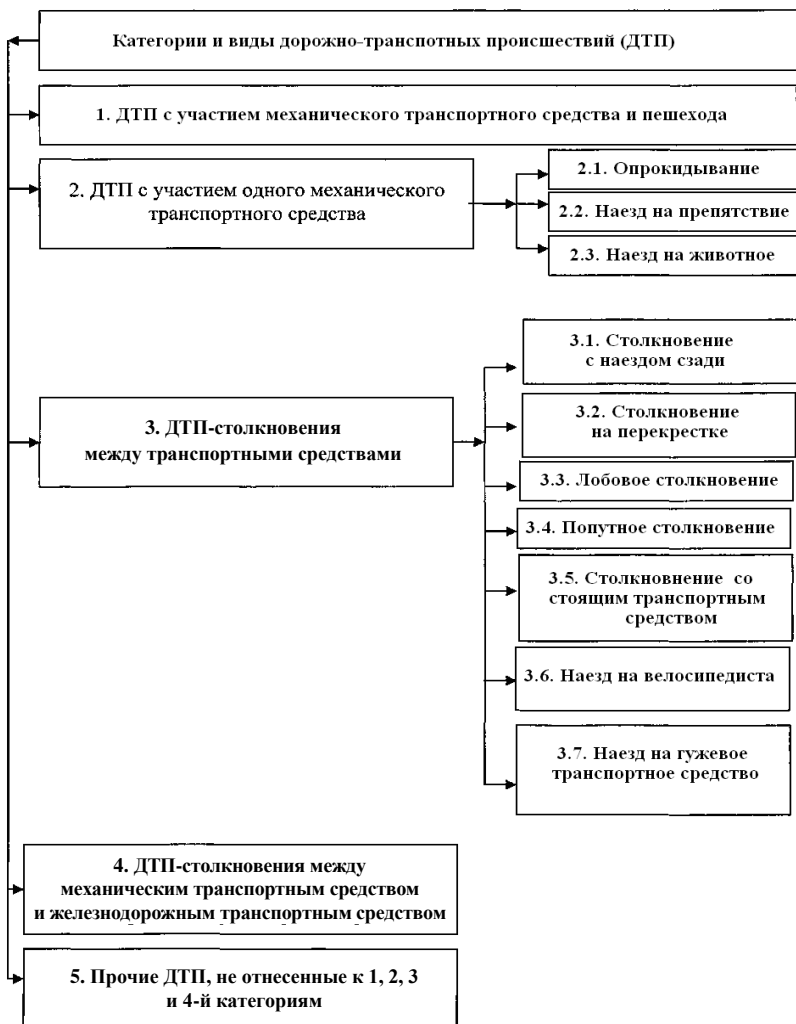 Категории и виды дорожно-транспотных происшествий (ДТП)
1. ДТП с участием механического транспортного средства и пешехода
2. ДТП с участием одного механического
транспортного средства
2.1. Опрокидывание
2.2. Наезд на препятствие
2.3. Наезд на животное
3. ДТП-столкновения
между транспортными средствами
3.1. Столкновение
с наездом сзади
3.2. Столкновение
на перекрестке
3.3. Лобовое столкновение
3.4. Попутное столкновение
3.5. Столкновнение со
стоящим транспортным
средством
3.6. Наезд на велосипедиста
3.7. Наезд на гужевое
транспортное средство
4. ДТП-столкновения между
механическим транспортным средством
и железнодорожным транспортным средством
5. Прочие ДТП, не отнесенные к 1, 2, 3
и 4-й категориям